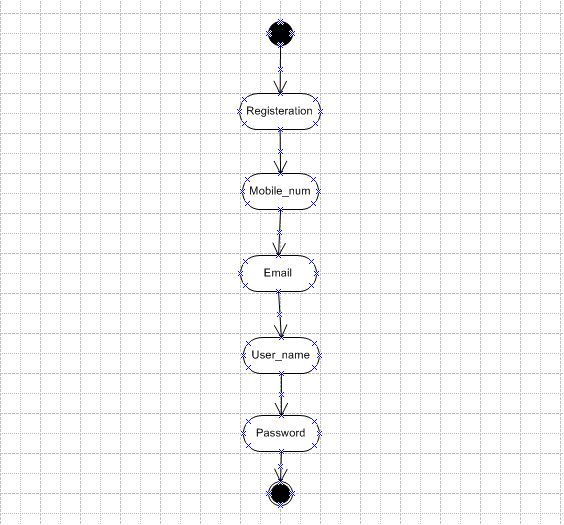 Registeration
Mobile_num
Email
User_name
Password